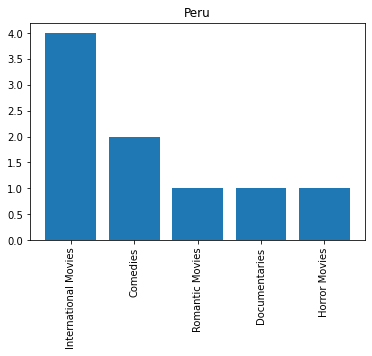 Peru
4.0
3.5
3.0
2.5
2.0
1.5
1.0
0.5
0.0
International Movies
Comedies
Romantic Movies
Documentaries
Horror Movies